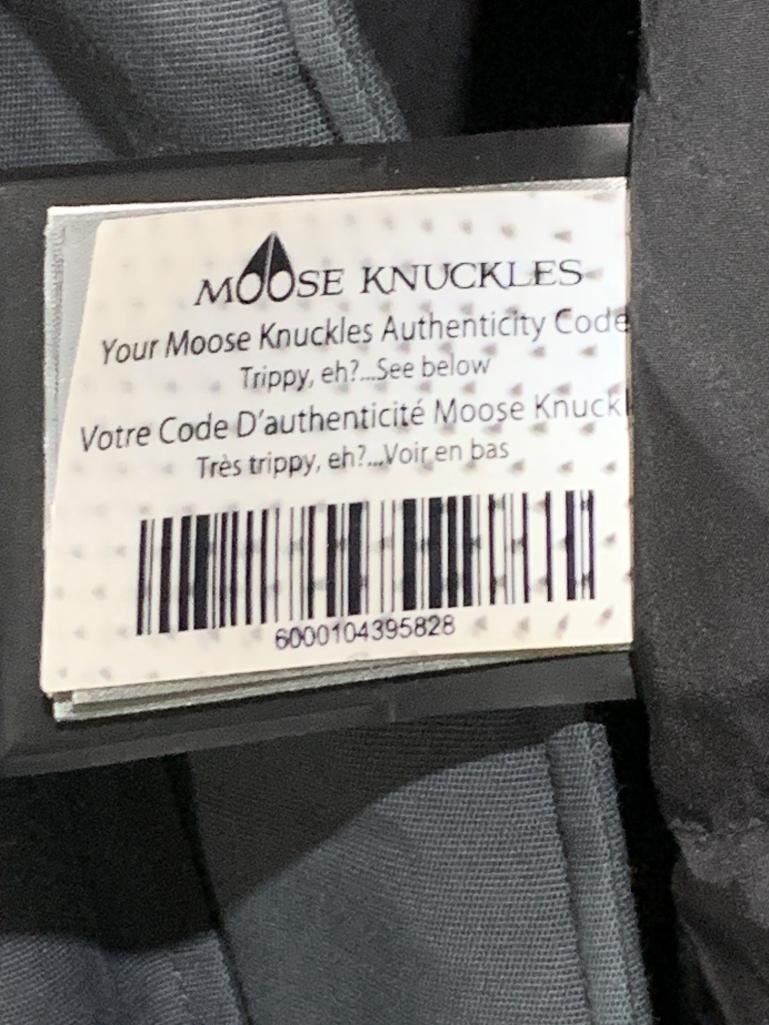 MOOSE KNUCKLES
Your Moose Knuckles Authenticity Code
Trippy, eh?...See below
Votre Code D'authenticité Moose Knuckl
Très trippy, eh?...Voir en bas
6000104395828